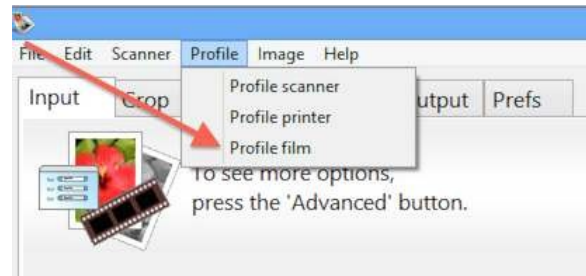 File Edit Scanner Profile Image Help
Profile scanner
Input Crop utput Prefs
Profile printer
Profile film
To see more options,
press the 'Advanced' button.